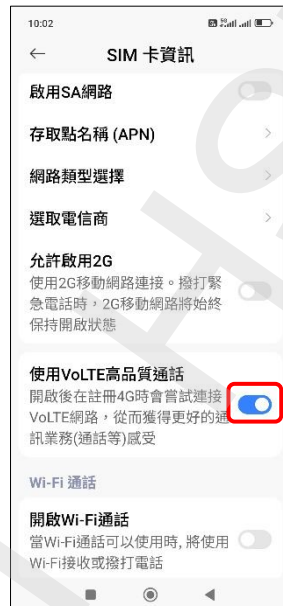 10:02
SIM 卡資訊
啟用SA網路
存取點名稱 (APN)
網路類型選擇
選取電信商
允許啟用2G
使用2G移動網路連接。撥打緊
急電話時，2G移動網路將始終
保持開啟狀態
使用VoLTE高品質通話
開啟後在註冊4G時會嘗試連接
VoLTE網路，從而獲得更好的通
訊業務(通話等)感受
Wi-Fi 通話
開啟Wi-Fi通話
當Wi-Fi通話可以使用時, 將使用
Wi-Fi接收或撥打電話